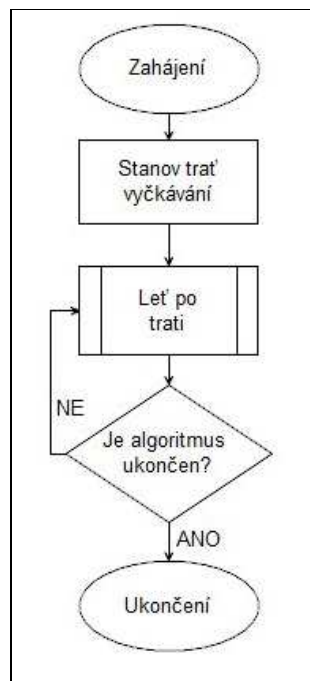 Zahájení
Stanov trať
vyčkávání
Leť po
trati
NE
Je algoritmus
ukončen?
ANO
Ukončení